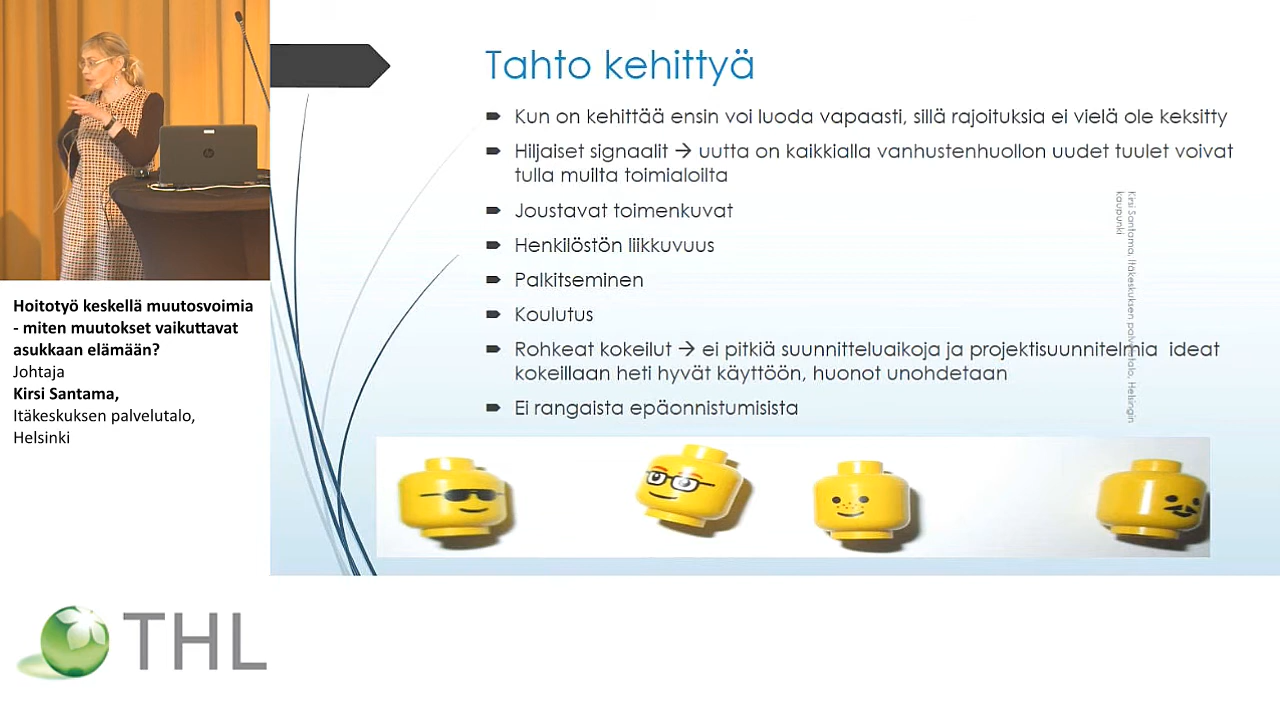 Tahto kehittyä
Kun on kehittää ensin voi luoda vapaasti, sillä rajoituksia ei vielä ole keksitty
Hiljaiset signaalit → uutta on kaikkialla vanhustenhuollon uudet tuulet voivat
tulla muilta toimialoilta
Joustavat toimenkuvat
Henkilöstön liikkuvuus
Palkitseminen
Koulutus
Rohkeat kokeilut → ei pitkiä suunnitteluaikoja ja projektisuunnitelmia ideat
kokeillaan heti hyvät käyttöön, huonot unohdetaan
Ei rangaista epäonnistumisista
Kirsi Santama, Itäkeskuksen palvelutalo, Helsingin
kaupunki
Hoitotyö keskellä muutosvoimia
- miten muutokset vaikuttavat
asukkaan elämään?
Johtaja
Kirsi Santama,
Itäkeskuksen palvelutalo,
Helsinki
THL